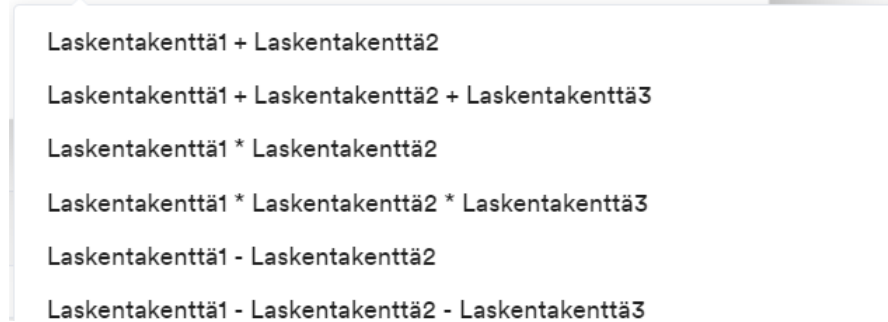 Laskentakenttä1 + Laskentakenttä2
Laskentakenttä1 + Laskentakenttä2 + Laskentakenttä3
Laskentakenttä1 * Laskentakenttä2
Laskentakenttä1 * Laskentakenttä2 * Laskentakenttä3
Laskentakenttä1 - Laskentakenttä2
Laskentakenttä1 - Laskentakenttä2 - Laskentakenttä3